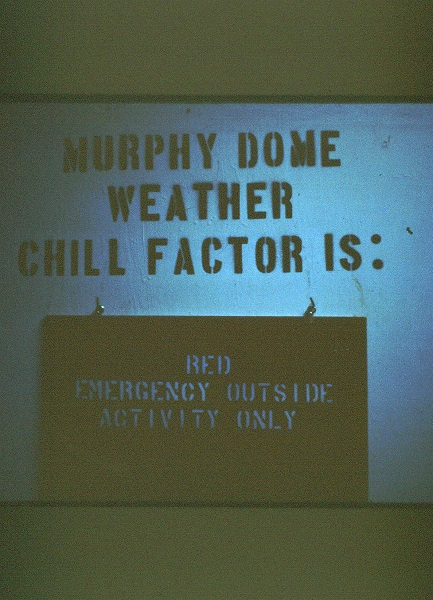 MURPHY DOME
WEATHER
CHILL FACTOR IS:
RED
EMERGENCY OUTSIDE
ACTIVITY ONLY